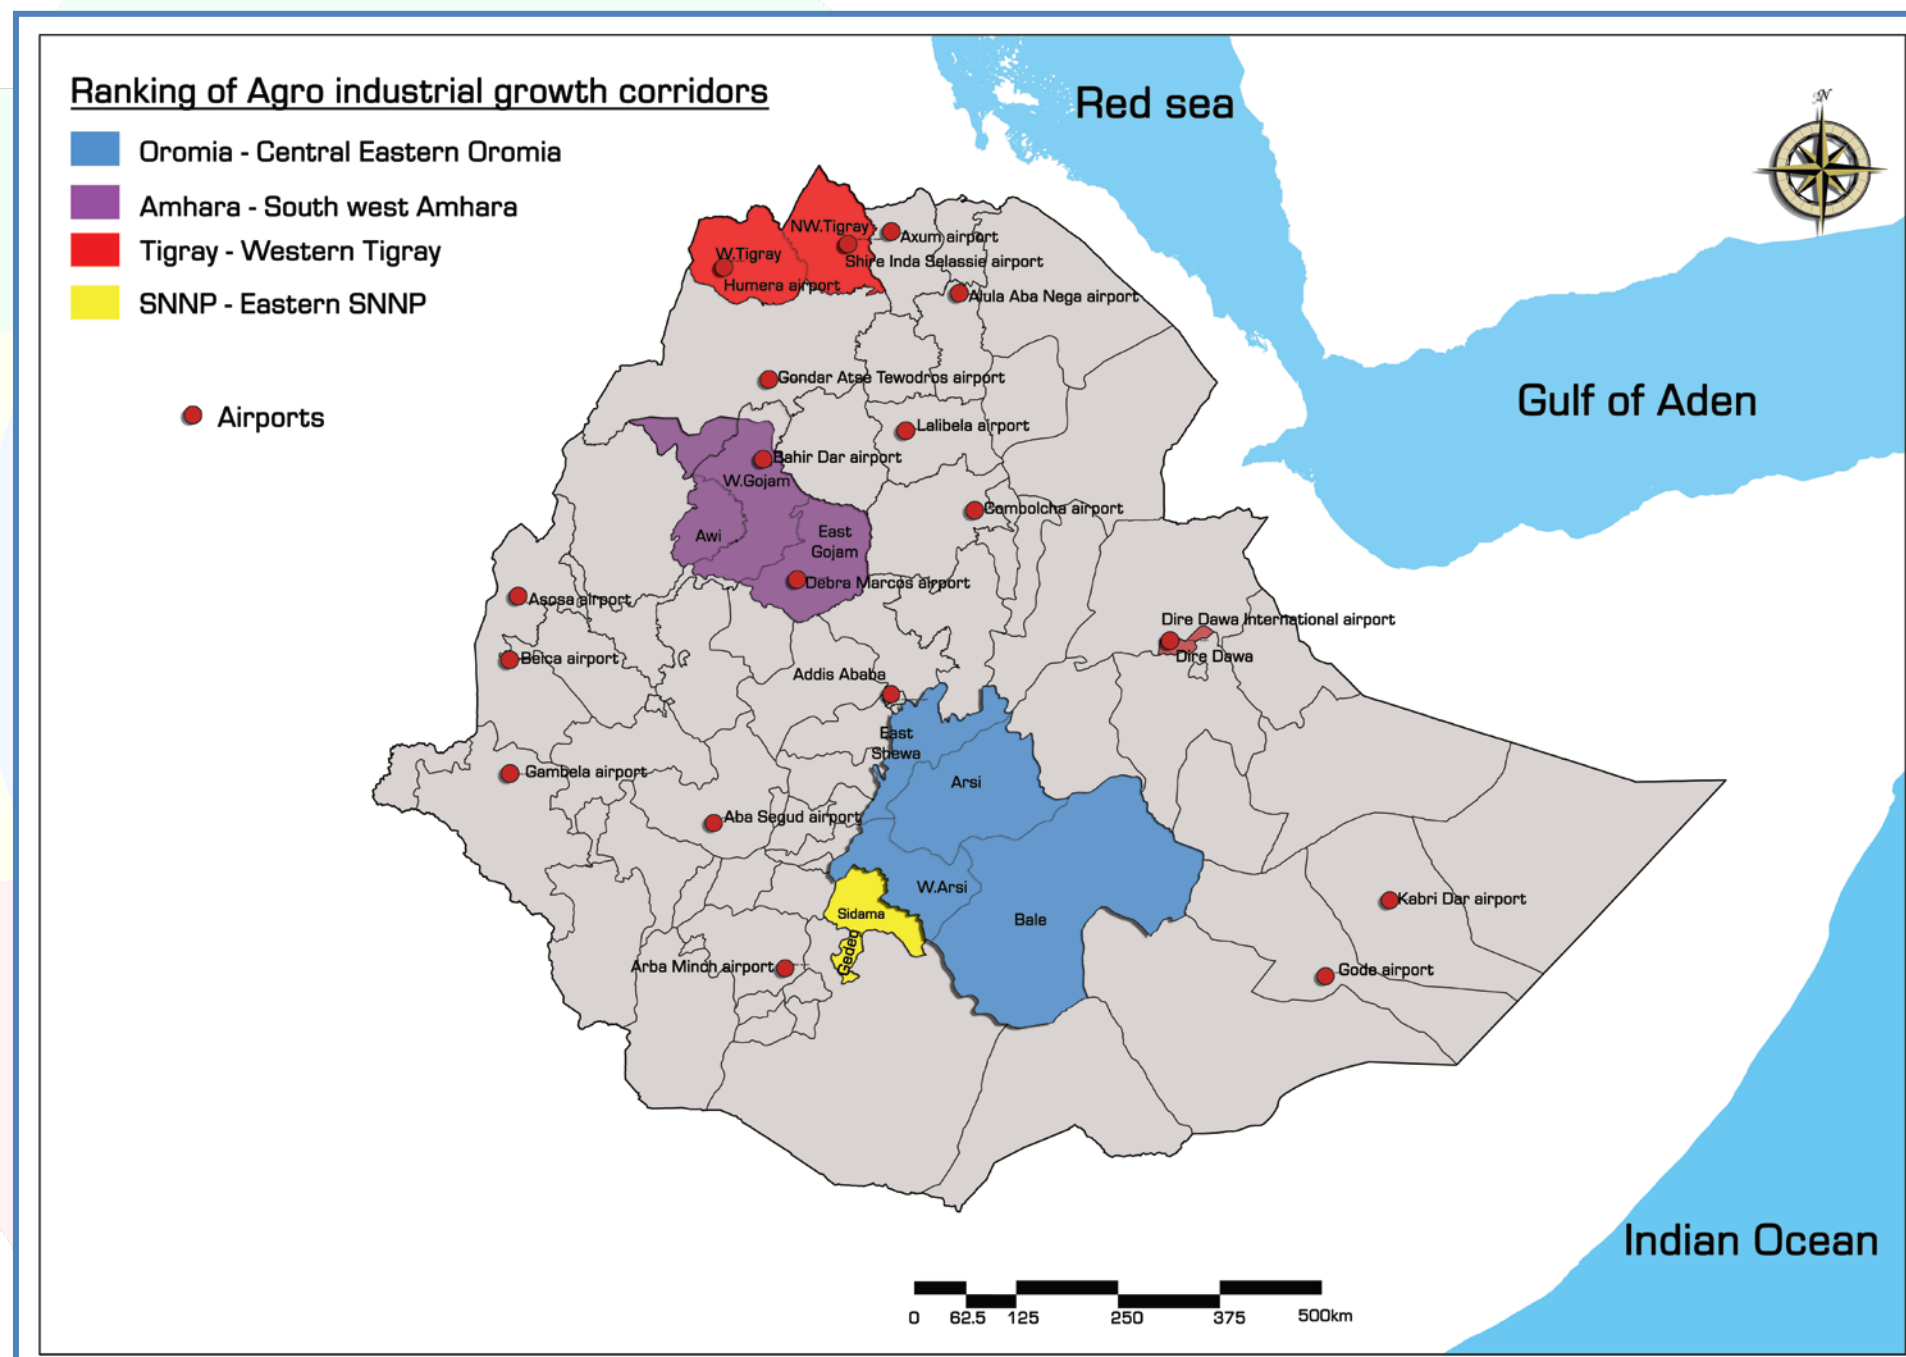 Ranking of Agro industrial growth corridors
Oromia - Central Eastern Oromia
Amhara - South west Amhara
Tigray - Western Tigray
SNNP - Eastern SNNP
Airports
Red sea
N
Gulf of Aden
Indian Ocean
NW.Tigray
Axum airport
W.Tigray
Shire Inda Selassie airport
Humera airport
Alula Aba Nega airport
Gondar Atse Tewodros airport
Lalibela airport
Bahir Dar airport
W.Gojam
Combolcha airport
Awi
East
Gojam
Debra Marcos airport
Asosa airport
Dire Dawa International airport
Dire Dawa
Beica airport
Addis Ababa
East
Shewa
Gambela airport
Arsi
Aba Segud airport
W.Arsi
Kabri Dar airport
Sidama
Bale
Gedeo
Arba Minch airport
Gode airport
0 62.5 125 250 375 500km